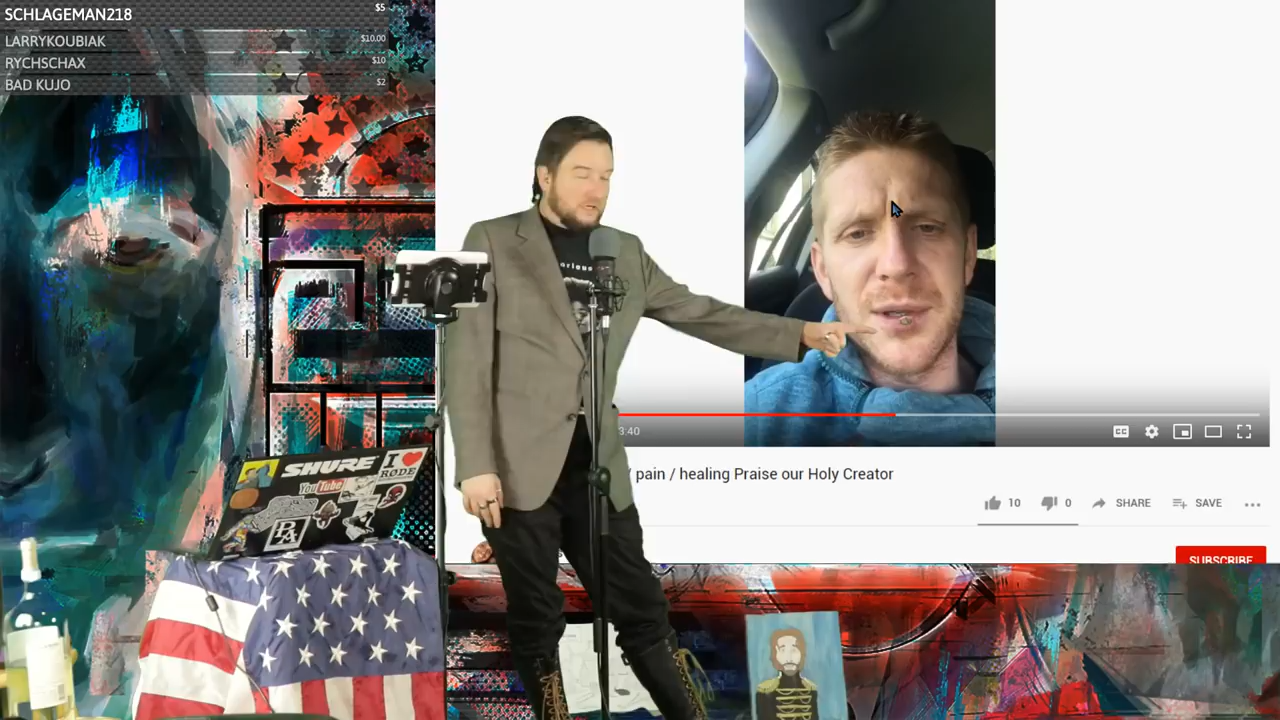 SCHLAGEMAN218 $5
LARRYKOUBIAK $10.00
RYCHSCHAX $10
BAD KUJO $2
3:40
/ pain / healing Praise our Holy Creator
10 0 SHARE SAVE
SUBSCRIBE
SHURE
I RØDE
YouTube
PA